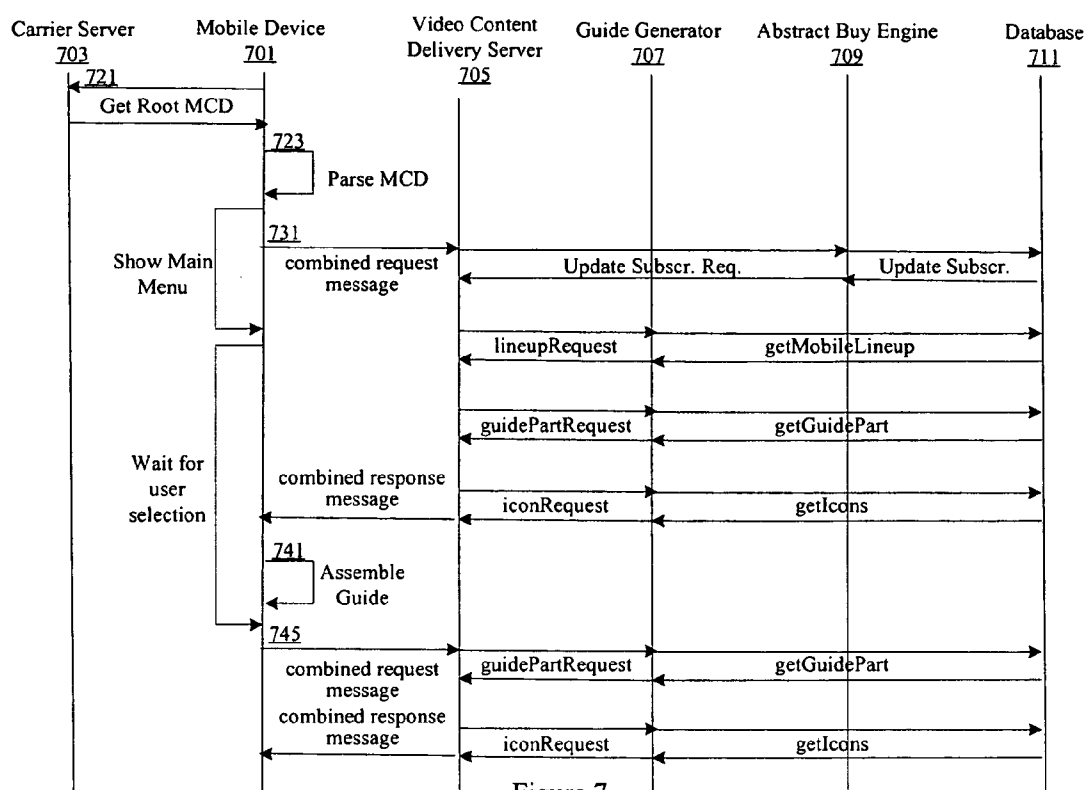 Carrier Server
703
Mobile Device
701
Video Content
Delivery Server
705
Guide Generator
707
Abstract Buy Engine
709
Database
711
721
Get Root MCD
723
Parse MCD
731
Show Main
Menu
combined request
message
Update Subscr. Req.
Update Subscr.
lineupRequest
getMobileLineup
guidePartRequest
getGuidePart
Wait for
user
selection
combined response
message
iconRequest
getIcons
741
Assemble
Guide
745
combined request
message
guidePartRequest
getGuidePart
combined response
message
iconRequest
getIcons
Figure 7